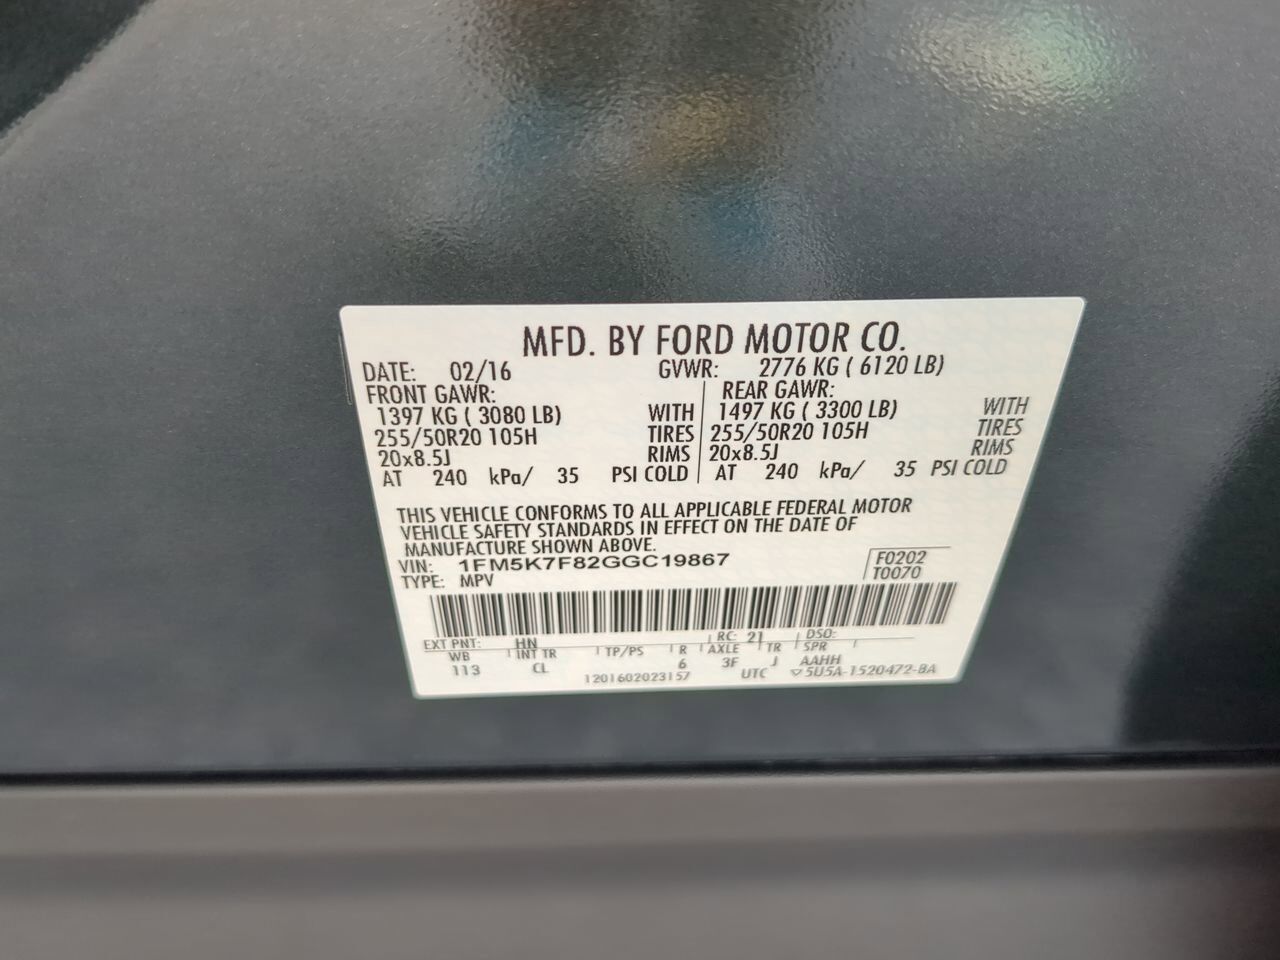 MFD. BY FORD MOTOR CO.
DATE: 02/16 GVWR: 2776 KG ( 6120 LB)
FRONT GAWR: REAR GAWR:
1397 KG ( 3080 LB) WITH 1497 KG ( 3300 LB) WITH
255/50R20 105H TIRES 255/50R20 105H TIRES
20x8.5J RIMS 20x8.5J RIMS
AT 240 kPa/ 35 PSI COLD AT 240 kPa/ 35 PSI COLD
THIS VEHICLE CONFORMS TO ALL APPLICABLE FEDERAL MOTOR
VEHICLE SAFETY STANDARDS IN EFFECT ON THE DATE OF
MANUFACTURE SHOWN ABOVE.
VIN: 1FM5K7F82GGC19867 F0202
TYPE: MPV T0070
EXT PNT: HN RC: 21 DSO:
WB INT TR TP/PS R AXLE TR SPR
113 CL 6 3F J AAHH
1201602023157 UTC ▽5U5A-1520472-BA